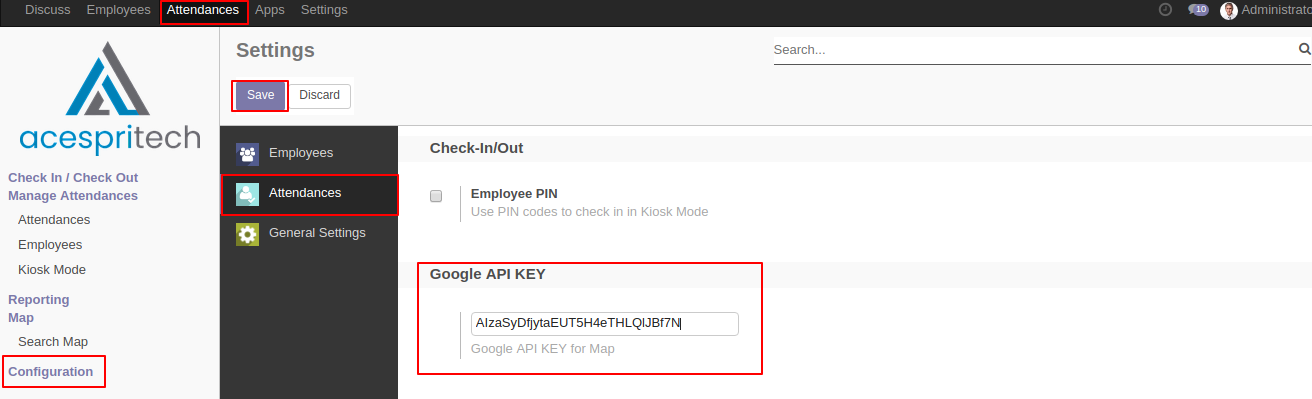 Discuss Employees Attendances Apps Settings 10 Administrato
acespritech
Check In / Check Out
Manage Attendances
Attendances
Employees
Kiosk Mode
Reporting
Map
Search Map
Configuration
Settings
Search...
Save Discard
Employees
Attendances
General Settings
Check-In/Out
Employee PIN
Use PIN codes to check in in Kiosk Mode
Google API KEY
AIzaSyDfjytaEUT5H4eTHLQlJBf7N
Google API KEY for Map